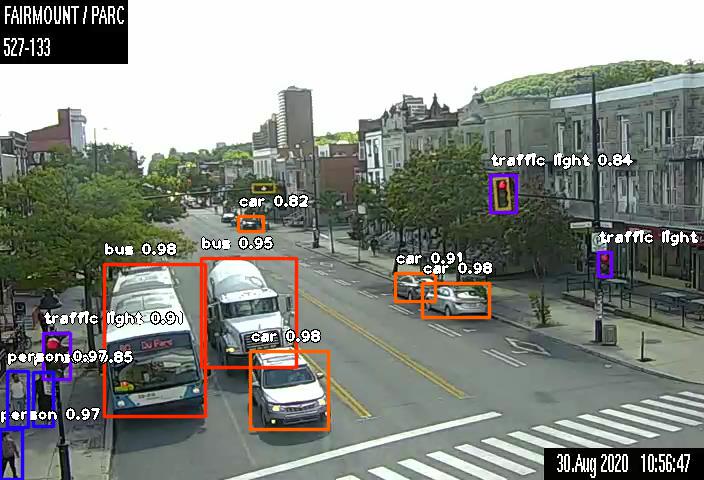 FAIRMOUNT / PARC
527-133
traffic light 0.84
car 0.82
bus 0.95
bus 0.98
traffic light
car 0.91
car 0.98
traffic light 0.91
car 0.98
person 0.97
.85
person 0.97
Du Parc
30.Aug 2020 10:56:47